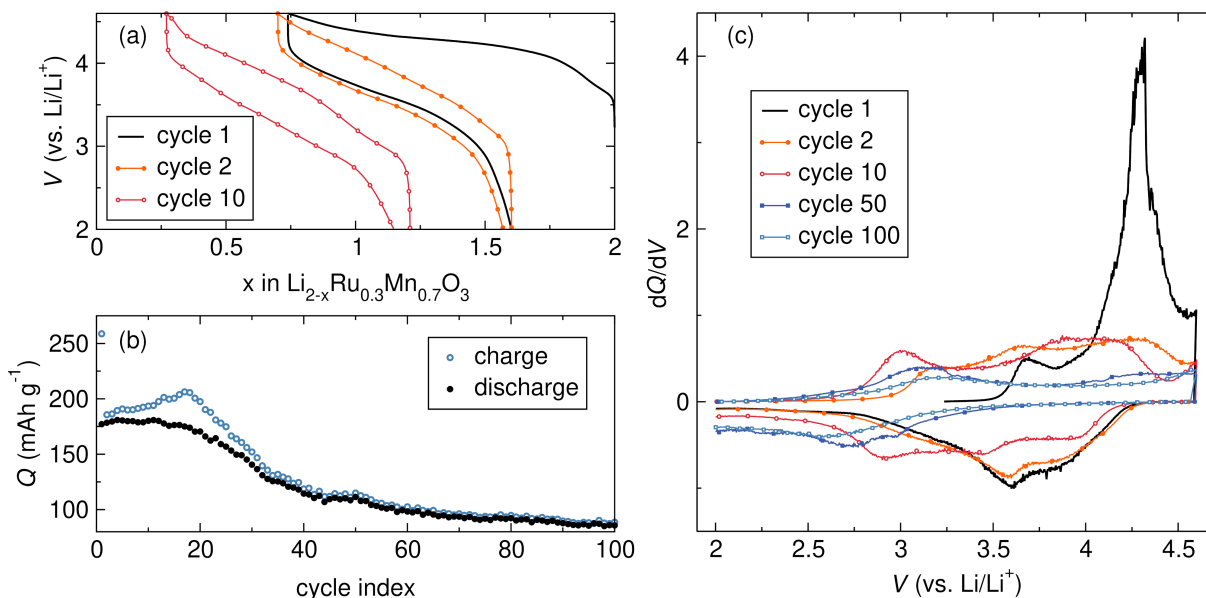 (a)
4
3
2
V (vs. Li/Li⁺)
cycle 1
cycle 2
cycle 10
0 0.5 1 1.5 2
x in Li₂₋ₓRu₀.₃Mn₀.₇O₃
(b)
250
200
150
100
Q (mAh g⁻¹)
charge
discharge
0 20 40 60 80 100
cycle index
(c)
4
2
0
dQ/dV
cycle 1
cycle 2
cycle 10
cycle 50
cycle 100
2 2.5 3 3.5 4 4.5
V (vs. Li/Li⁺)